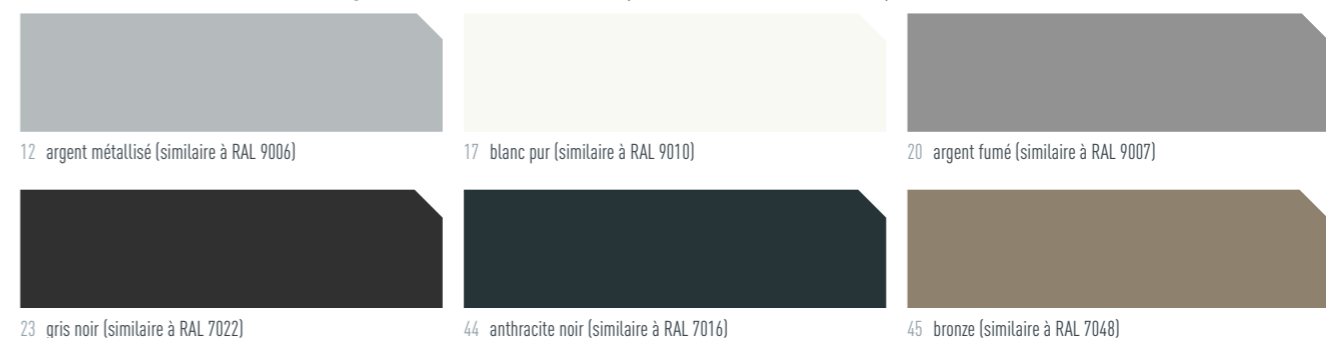 12 argent métallisé (similaire à RAL 9006)
17 blanc pur (similaire à RAL 9010)
20 argent fumé (similaire à RAL 9007)
23 gris noir (similaire à RAL 7022)
44 anthracite noir (similaire à RAL 7016)
45 bronze (similaire à RAL 7048)